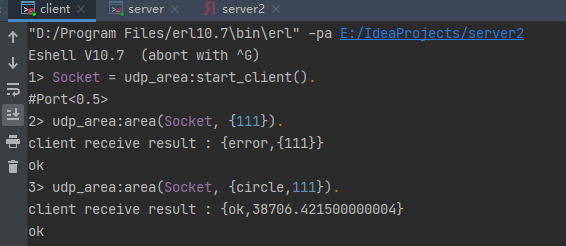 client server server2
"D:/Program Files/erl10.7\bin\erl" -pa E:/IdeaProjects/server2
Eshell V10.7  (abort with ^G)
1> Socket = udp_area:start_client().
#Port<0.5>
2> udp_area:area(Socket, {111}).
client receive result : {error,{111}}
ok
3> udp_area:area(Socket, {circle,111}).
client receive result : {ok,38706.421500000004}
ok